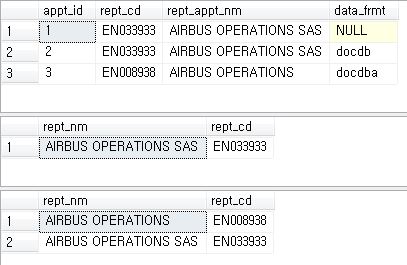 appt_id rept_cd rept_appt_nm data_frmt
1 1 EN033933 AIRBUS OPERATIONS SAS NULL
2 2 EN033933 AIRBUS OPERATIONS SAS docdb
3 3 EN008938 AIRBUS OPERATIONS docdba
rept_nm rept_cd
1 AIRBUS OPERATIONS SAS EN033933
rept_nm rept_cd
1 AIRBUS OPERATIONS EN008938
2 AIRBUS OPERATIONS SAS EN033933